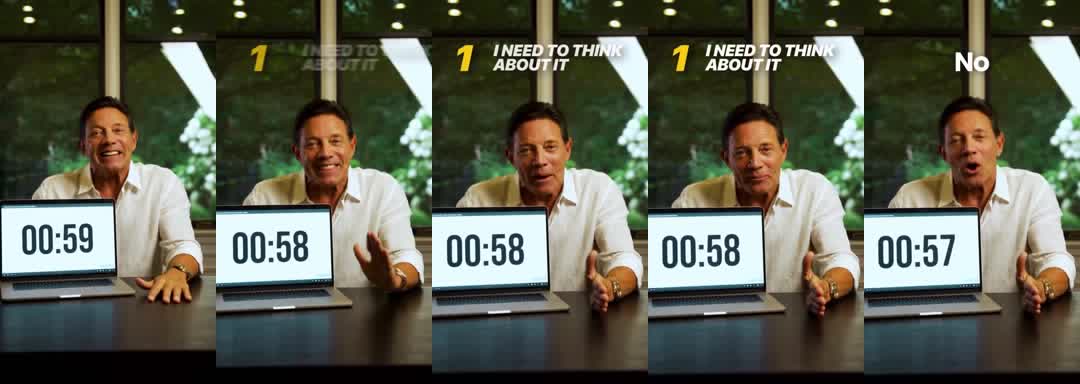 00:59
1 I NEED TO THINK
ABOUT IT
00:58
1 I NEED TO THINK
ABOUT IT
00:58
1 I NEED TO THINK
ABOUT IT
00:58
No
00:57